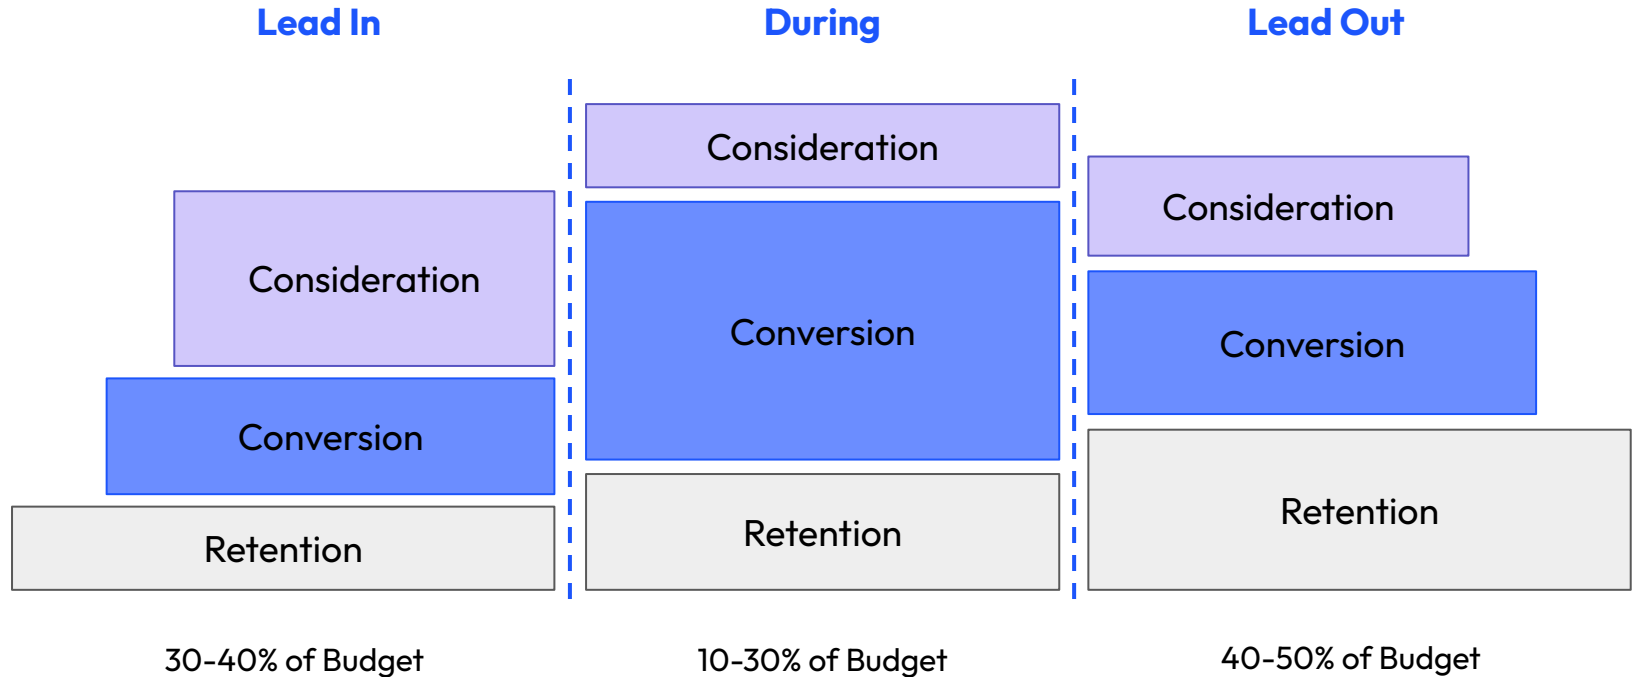 Lead In
During
Lead Out
Consideration
Conversion
Retention
Consideration
Conversion
Retention
Consideration
Conversion
Retention
30-40% of Budget
10-30% of Budget
40-50% of Budget